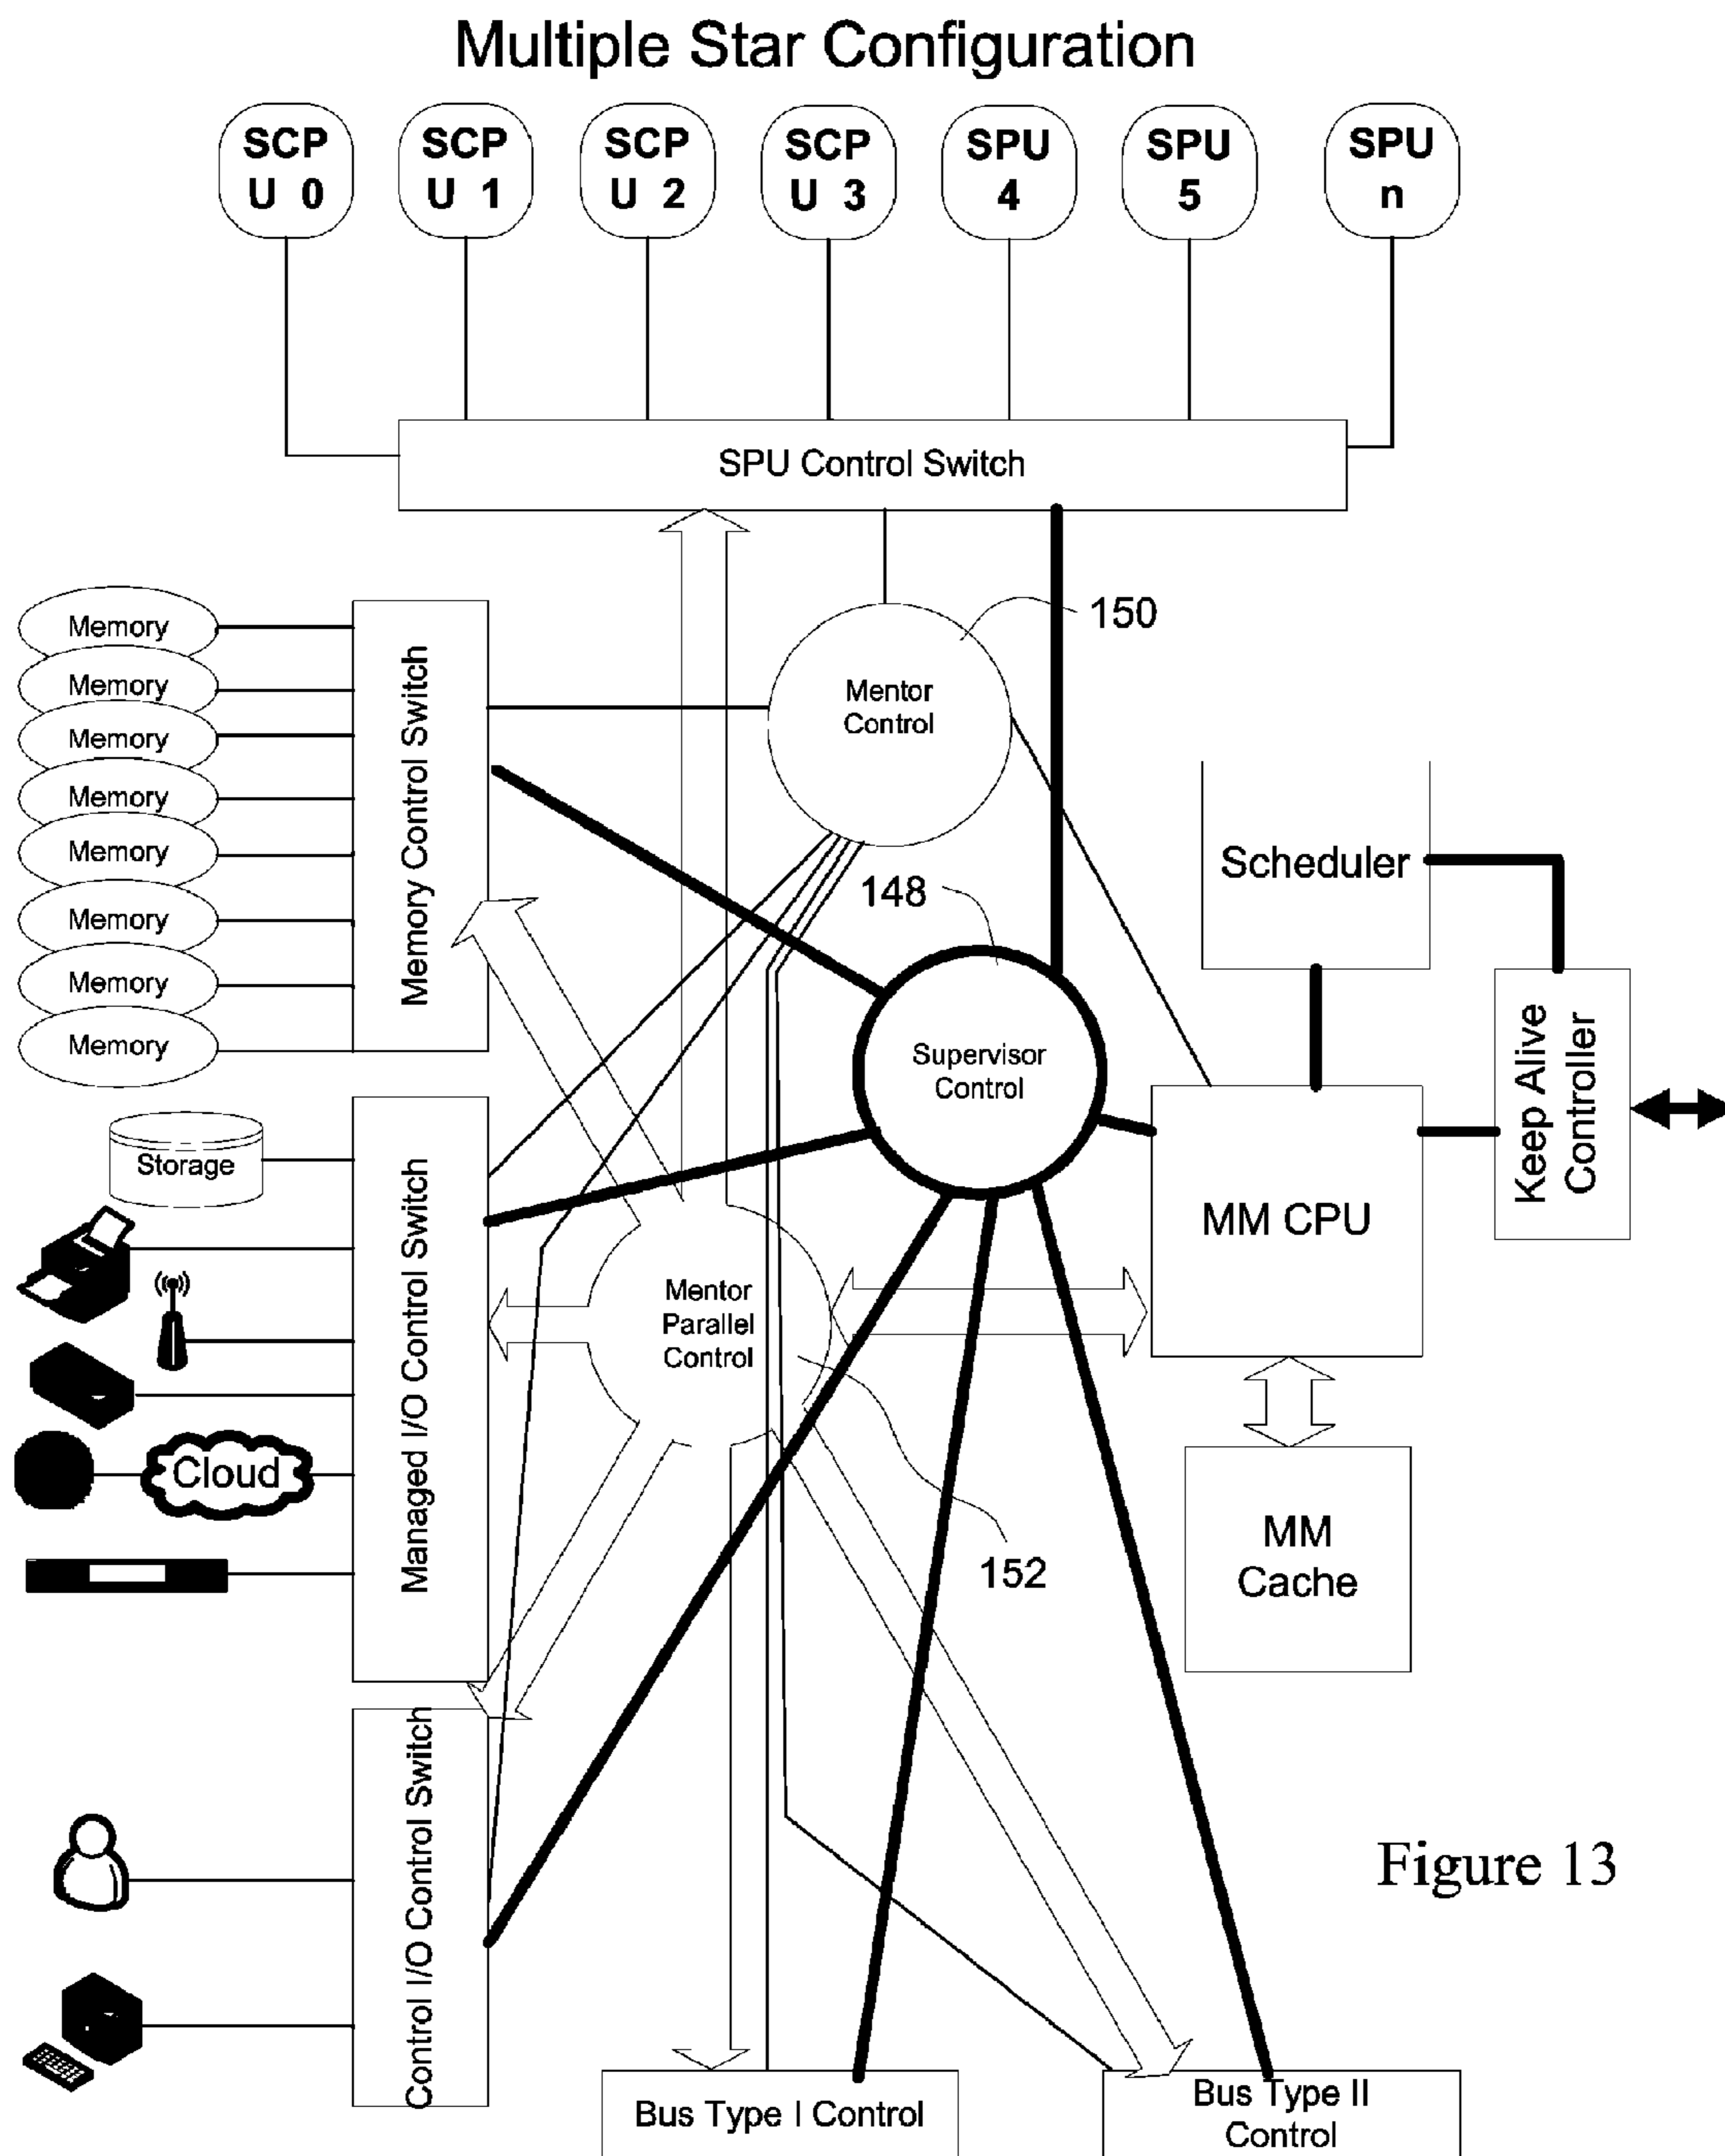 Multiple Star Configuration
SCP
U 0
SCP
U 1
SCP
U 2
SCP
U 3
SPU
4
SPU
5
SPU
n
SPU Control Switch
150
Memory
Memory
Memory
Memory
Memory
Memory
Memory
Memory
Memory Control Switch
Mentor
Control
Scheduler
148
Supervisor
Control
Keep Alive
Controller
MM CPU
Storage
Cloud
Managed I/O Control Switch
Mentor
Parallel
Control
152
MM
Cache
Control I/O Control Switch
Figure 13
Bus Type I Control
Bus Type II
Control